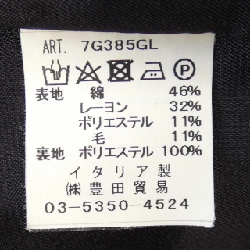 ART. 7G385GL
P
表地 綿 46%
レーヨン 32%
ポリエステル 11%
毛 11%
裏地 ポリエステル 100%
イタリア製
㈱豊田貿易
03-5350-4524